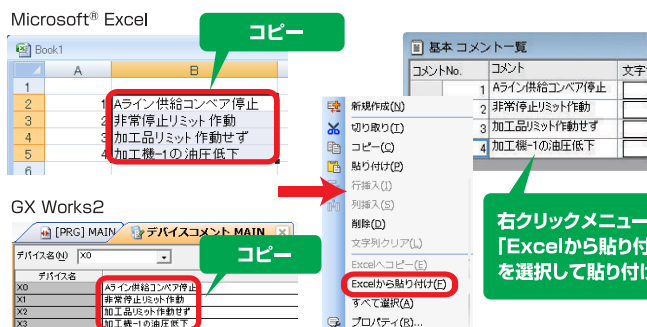 Microsoft® Excel
コピー
Book1
A
B
1
2
1 Aライン供給コンベア停止
3
2 非常停止リミット作動
4
3 加工品リミット作動せず
5
4 加工機-1の油圧低下
6
GX Works2
[PRG] MAIN
デバイスコメント MAIN
コピー
デバイス名(N)
X0
デバイス名
X0
Aライン供給コンベア停止
X1
非常停止リミット作動
X2
加工品リミット作動せず
X3
加工機-1の油圧低下
新規作成(N)
切り取り(T)
コピー(C)
貼り付け(P)
行挿入(I)
列挿入(S)
削除(D)
文字列クリア(L)
Excelへコピー(E)
Excelから貼り付け(F)
すべて選択(A)
プロパティ(R)...
基本 コメント一覧
コメントNo.
コメント
文字
1 Aライン供給コンベア停止
2 非常停止リミット作動
3 加工品リミット作動せず
4 加工機-1の油圧低下
右クリックメニュー
「Excelから貼り付
を選択して貼り付け